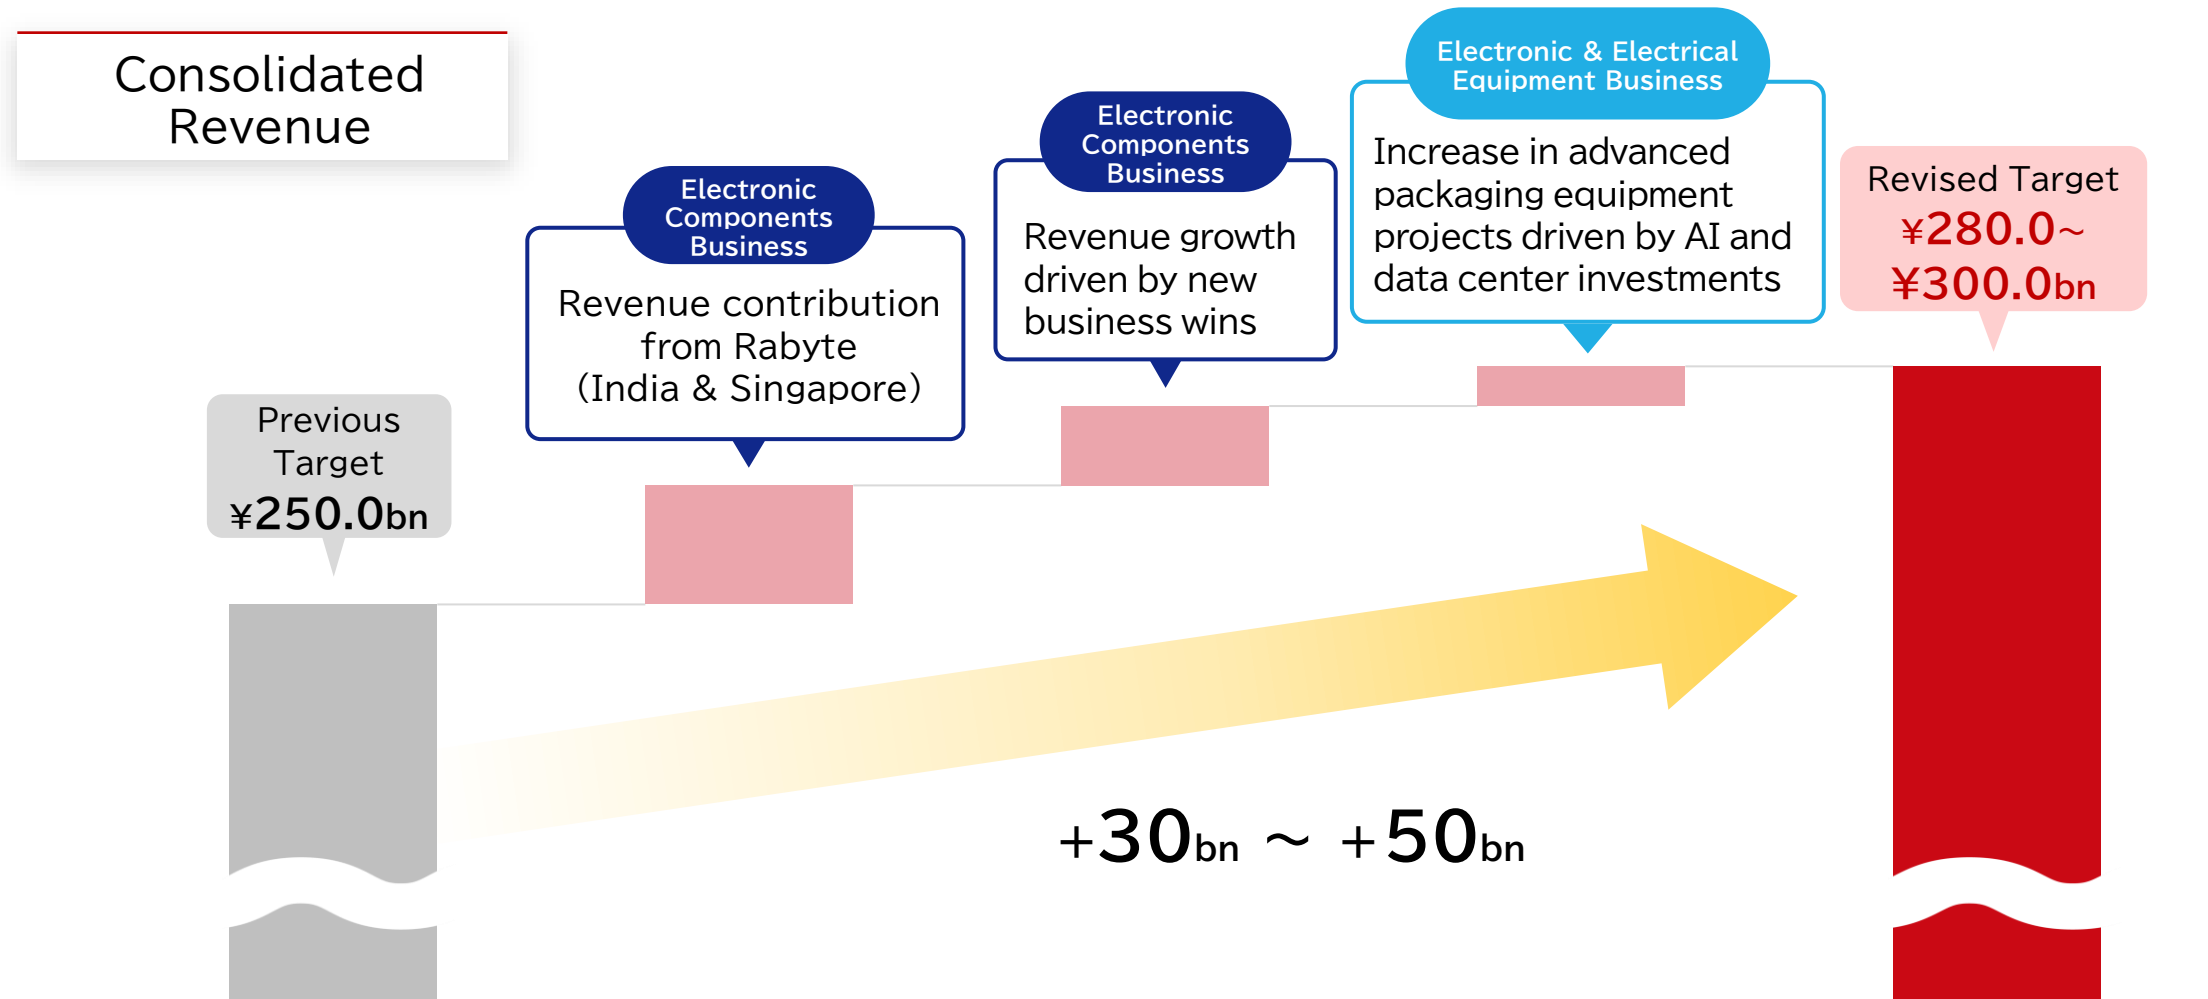 Consolidated
Revenue
Previous
Target
¥250.0bn
Electronic
Components
Business
Revenue contribution
from Rabyte
（India & Singapore）
Electronic
Components
Business
Revenue growth
driven by new
business wins
Electronic & Electrical
Equipment Business
Increase in advanced
packaging equipment
projects driven by AI and
data center investments
Revised Target
¥280.0～
¥300.0bn
+30bn ～ +50bn